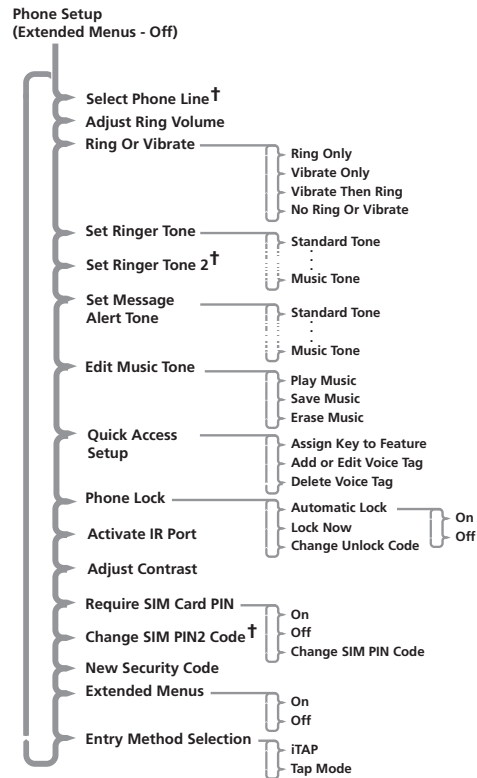 Phone Setup
(Extended Menus - Off)
Select Phone Line†
Adjust Ring Volume
Ring Or Vibrate
Ring Only
Vibrate Only
Vibrate Then Ring
No Ring Or Vibrate
Set Ringer Tone
Standard Tone
Music Tone
Set Ringer Tone 2†
Set Message
Alert Tone
Standard Tone
Music Tone
Edit Music Tone
Play Music
Save Music
Erase Music
Quick Access
Setup
Assign Key to Feature
Add or Edit Voice Tag
Delete Voice Tag
Phone Lock
Automatic Lock
On
Off
Lock Now
Change Unlock Code
Activate IR Port
Adjust Contrast
Require SIM Card PIN
On
Off
Change SIM PIN Code
Change SIM PIN2 Code†
New Security Code
Extended Menus
On
Off
Entry Method Selection
iTAP
Tap Mode